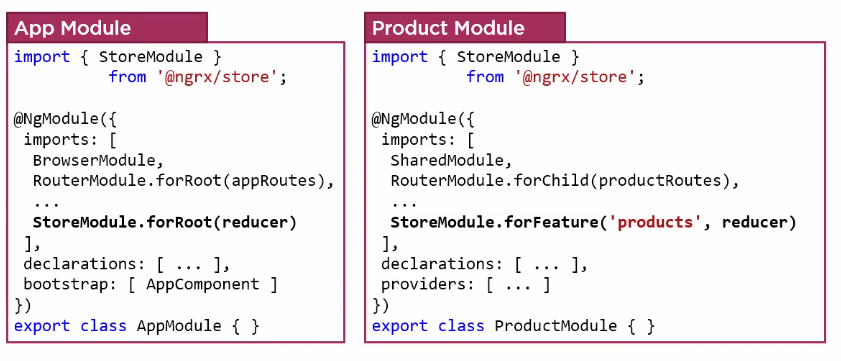 App Module
import { StoreModule }
from '@ngrx/store';
@NgModule({
imports: [
BrowserModule,
RouterModule.forRoot(appRoutes),
...
StoreModule.forRoot(reducer)
],
declarations: [ ... ],
bootstrap: [ AppComponent ]
})
export class AppModule { }
Product Module
import { StoreModule }
from '@ngrx/store';
@NgModule({
imports: [
SharedModule,
RouterModule.forChild(productRoutes),
...
StoreModule.forFeature('products', reducer)
],
declarations: [ ... ],
providers: [ ... ]
})
export class ProductModule { }